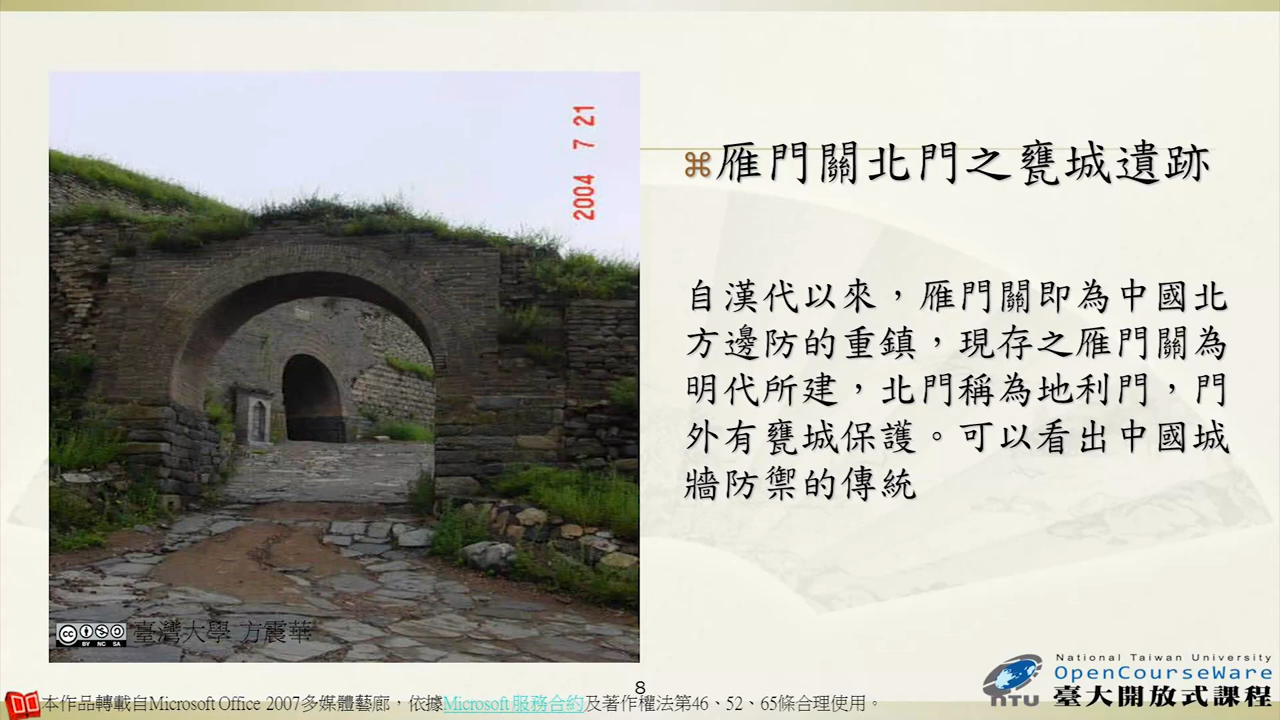 2004 7 21
⌘雁門關北門之甕城遺跡
自漢代以來，雁門關即為中國北
方邊防的重鎮，現存之雁門關為
明代所建，北門稱為地利門，門
外有甕城保護。可以看出中國城
牆防禦的傳統
cc BY NC SA
臺灣大學 方震華
8
本作品轉載自Microsoft Office 2007多媒體藝廊，依據Microsoft 服務合約及著作權法第46、52、65條合理使用。
NTU
National Taiwan University
OpenCourseWare
臺大開放式課程